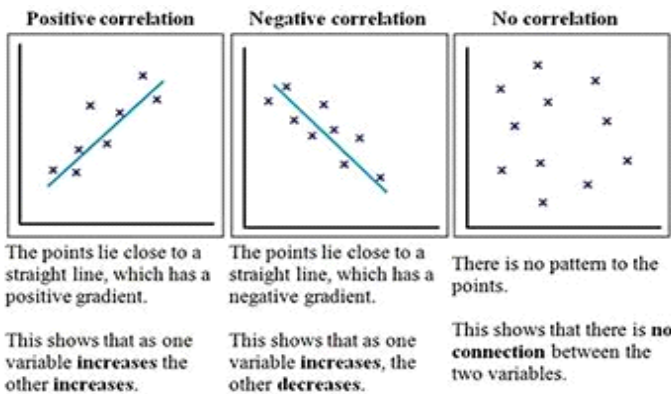 Positive correlation
Negative correlation
No correlation
The points lie close to a
straight line, which has a
positive gradient.
This shows that as one
variable increases the
other increases.
The points lie close to a
straight line, which has a
negative gradient.
This shows that as one
variable increases, the
other decreases.
There is no pattern to the
points.
This shows that there is no
connection between the
two variables.